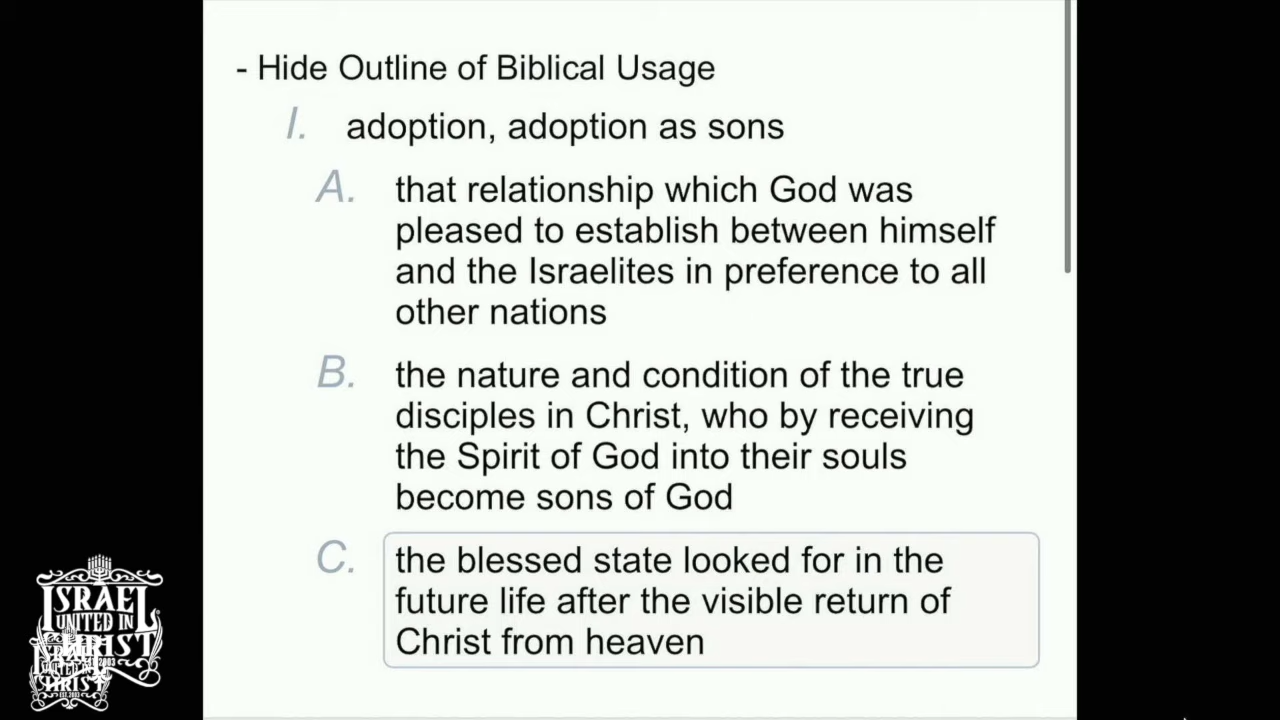 - Hide Outline of Biblical Usage
I. adoption, adoption as sons
A. that relationship which God was
pleased to establish between himself
and the Israelites in preference to all
other nations
B. the nature and condition of the true
disciples in Christ, who by receiving
the Spirit of God into their souls
become sons of God
C. the blessed state looked for in the
future life after the visible return of
Christ from heaven
ISRAEL
UNITED IN
CHRIST